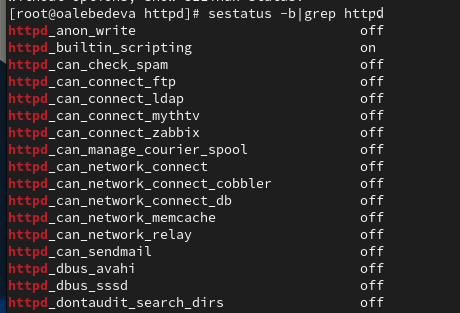 [root@oalebedeva httpd]# sestatus -b|grep httpd
httpd_anon_write off
httpd_builtin_scripting on
httpd_can_check_spam off
httpd_can_connect_ftp off
httpd_can_connect_ldap off
httpd_can_connect_mythtv off
httpd_can_connect_zabbix off
httpd_can_manage_courier_spool off
httpd_can_network_connect off
httpd_can_network_connect_cobbler off
httpd_can_network_connect_db off
httpd_can_network_memcache off
httpd_can_network_relay off
httpd_can_sendmail off
httpd_dbus_avahi off
httpd_dbus_sssd off
httpd_dontaudit_search_dirs off